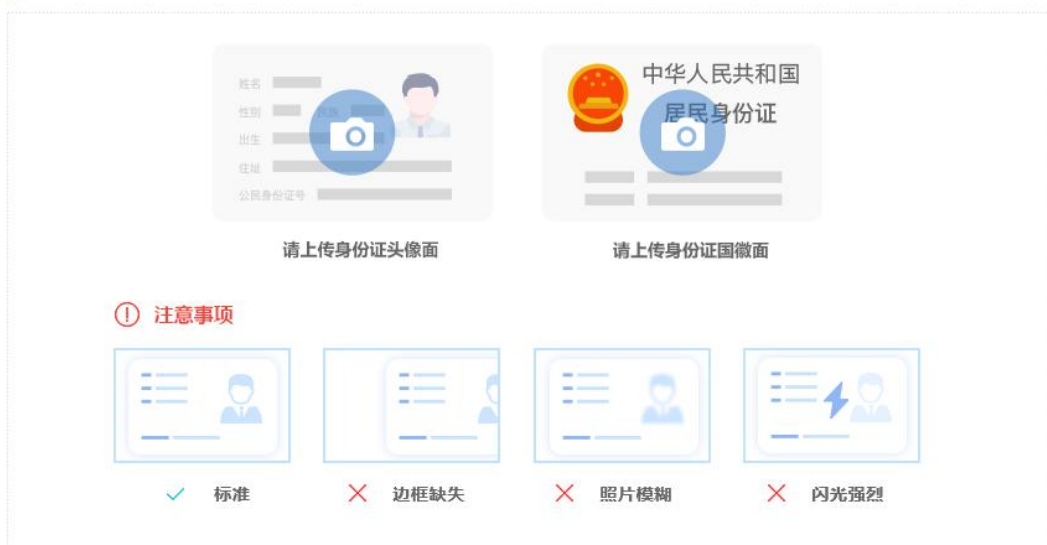 姓名
性别 民族
出生
住址
公民身份证号
中华人民共和国
居民身份证
请上传身份证头像面
请上传身份证国徽面
注意事项
标准
边框缺失
照片模糊
闪光强烈